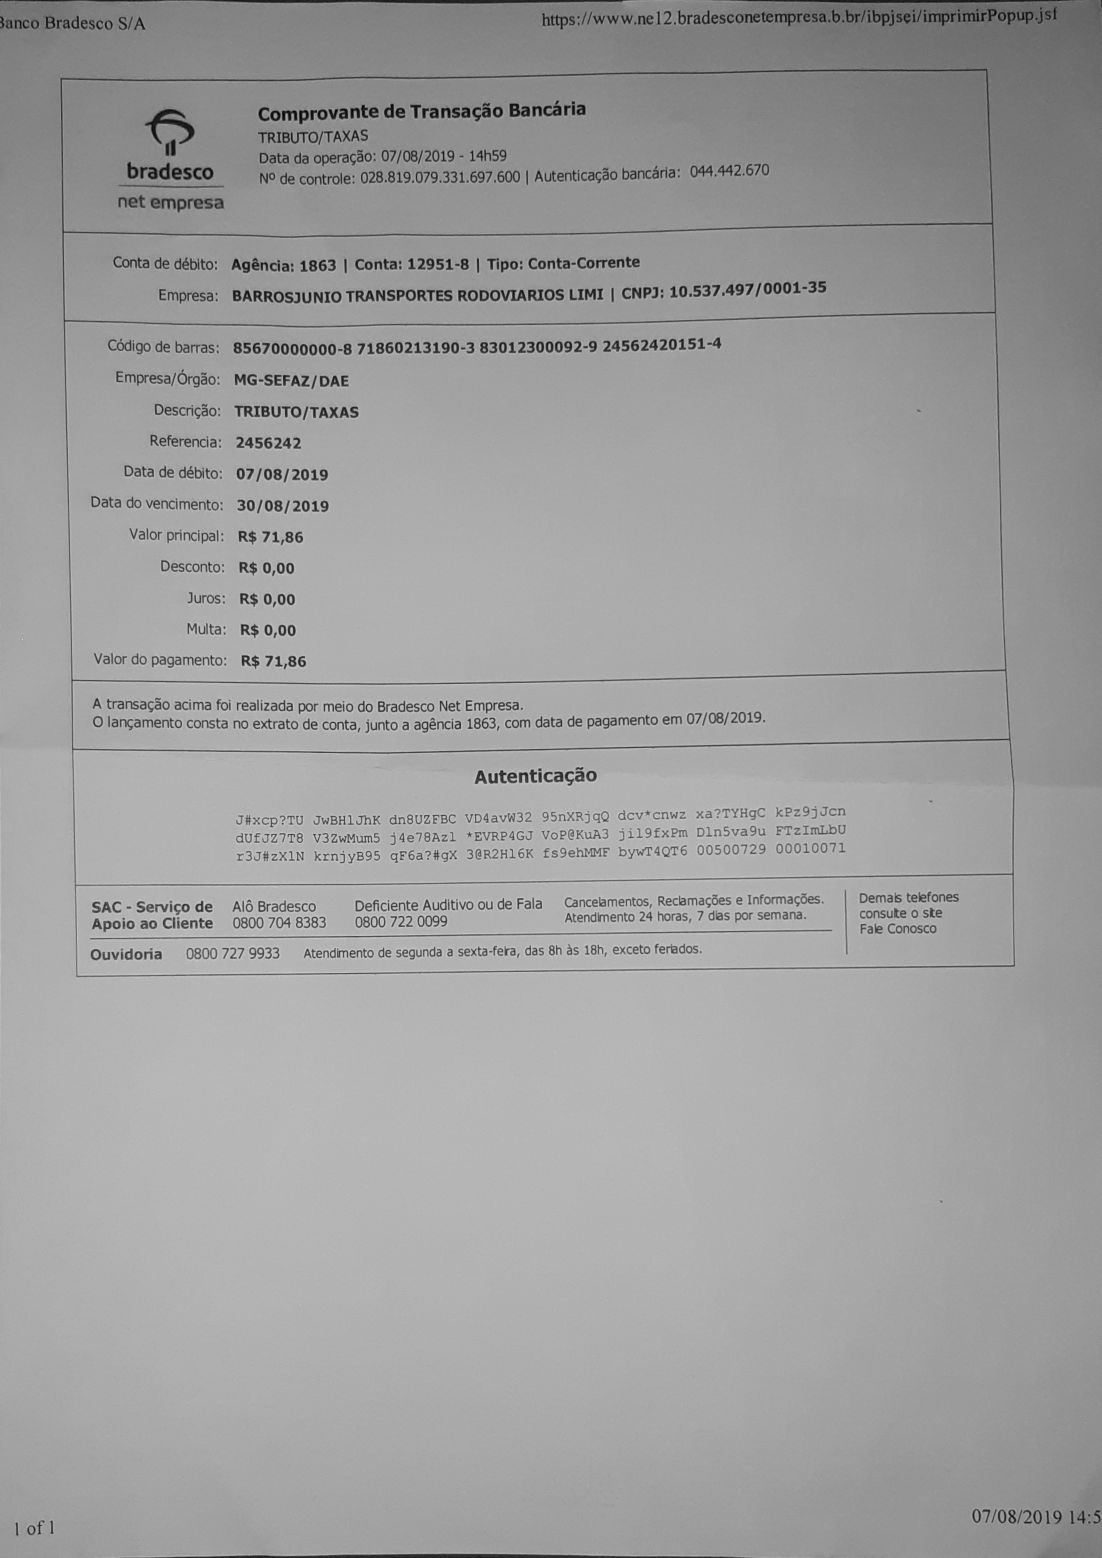 Banco Bradesco S/A
https://www.ne12.bradesconetempresa.b.br/ibpjsei/imprimirPopup.jsf
bradesco
net empresa
Comprovante de Transação Bancária
TRIBUTO/TAXAS
Data da operação: 07/08/2019 - 14h59
Nº de controle: 028.819.079.331.697.600 | Autenticação bancária: 044.442.670
Conta de débito: Agência: 1863 | Conta: 12951-8 | Tipo: Conta-Corrente
Empresa: BARROSJUNIO TRANSPORTES RODOVIARIOS LIMI | CNPJ: 10.537.497/0001-35
Código de barras: 85670000000-8 71860213190-3 83012300092-9 24562420151-4
Empresa/Órgão: MG-SEFAZ/DAE
Descrição: TRIBUTO/TAXAS
Referencia: 2456242
Data de débito: 07/08/2019
Data do vencimento: 30/08/2019
Valor principal: R$ 71,86
Desconto: R$ 0,00
Juros: R$ 0,00
Multa: R$ 0,00
Valor do pagamento: R$ 71,86
A transação acima foi realizada por meio do Bradesco Net Empresa.
O lançamento consta no extrato de conta, junto a agência 1863, com data de pagamento em 07/08/2019.
Autenticação
J#xcp?TU JwBHlJhK dn8UZFBC VD4avW32 95nXRjqQ dcv*cnwz xa?TYHgC kPz9jJcn
dUfJZ7T8 V3ZwMum5 j4e78Azl *EVRP4GJ VoP@KuA3 jil9fxPm Dln5va9u FTzImLbU
r3J#zXlN krnjyB95 qF6a?#gX 3@R2Hl6K fs9ehMMF bywT4QT6 00500729 00010071
SAC - Serviço de Apoio ao Cliente
Alô Bradesco
0800 704 8383
Deficiente Auditivo ou de Fala
0800 722 0099
Cancelamentos, Reclamações e Informações.
Atendimento 24 horas, 7 dias por semana.
Demais telefones
consulte o site
Fale Conosco
Ouvidoria 0800 727 9933 Atendimento de segunda a sexta-feira, das 8h às 18h, exceto feriados.
1 of 1
07/08/2019 14:5